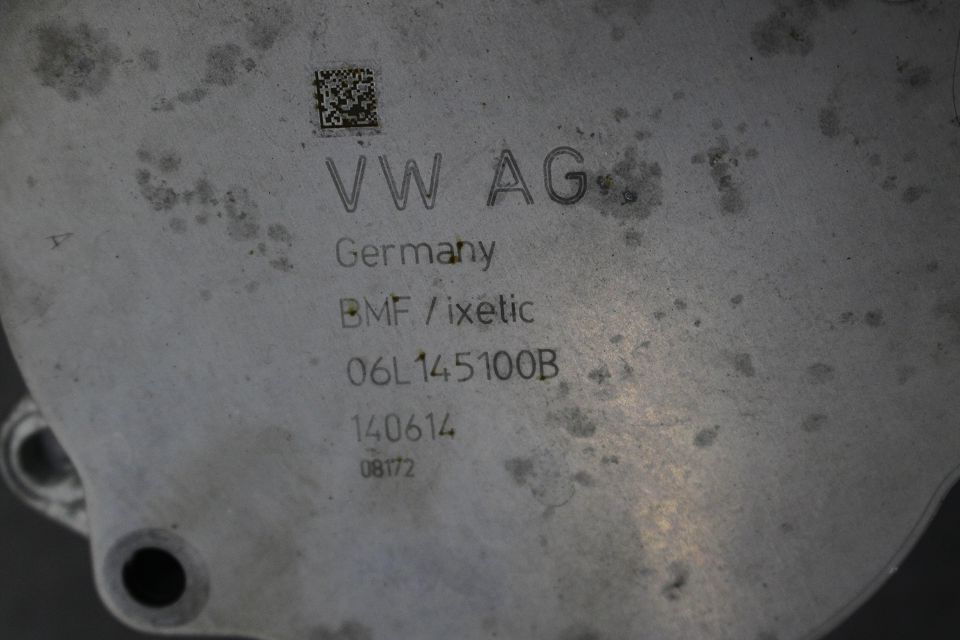 VW AG
Germany
BMF / ixetic
06L145100B
140614
08172
A